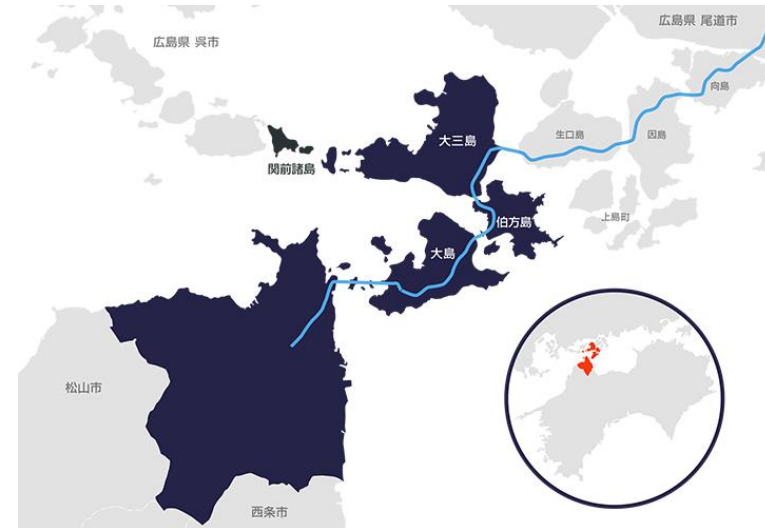 広島県 尾道市
広島県 呉市
向島
生口島
因島
大三島
関前諸島
上島町
伯方島
大島
松山市
西条市